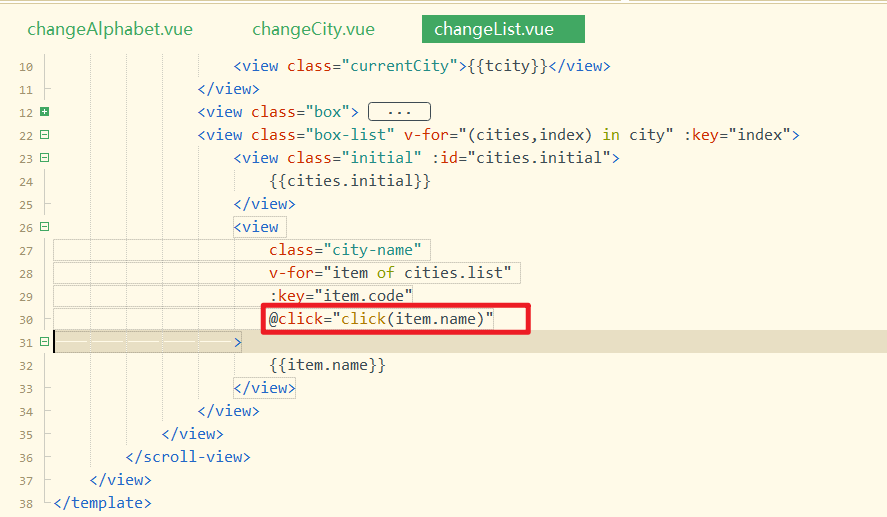 changeAlphabet.vue changeCity.vue changeList.vue
10 <view class="currentCity">{{tcity}}</view>
11 </view>
12 <view class="box"> ...
22 <view class="box-list" v-for="(cities,index) in city" :key="index">
23 <view class="initial" :id="cities.initial">
24 {{cities.initial}}
25 </view>
26 <view
27 class="city-name"
28 v-for="item of cities.list"
29 :key="item.code"
30 @click="click(item.name)"
31 >
32 {{item.name}}
33 </view>
34 </view>
35 </view>
36 </scroll-view>
37 </view>
38 </template>